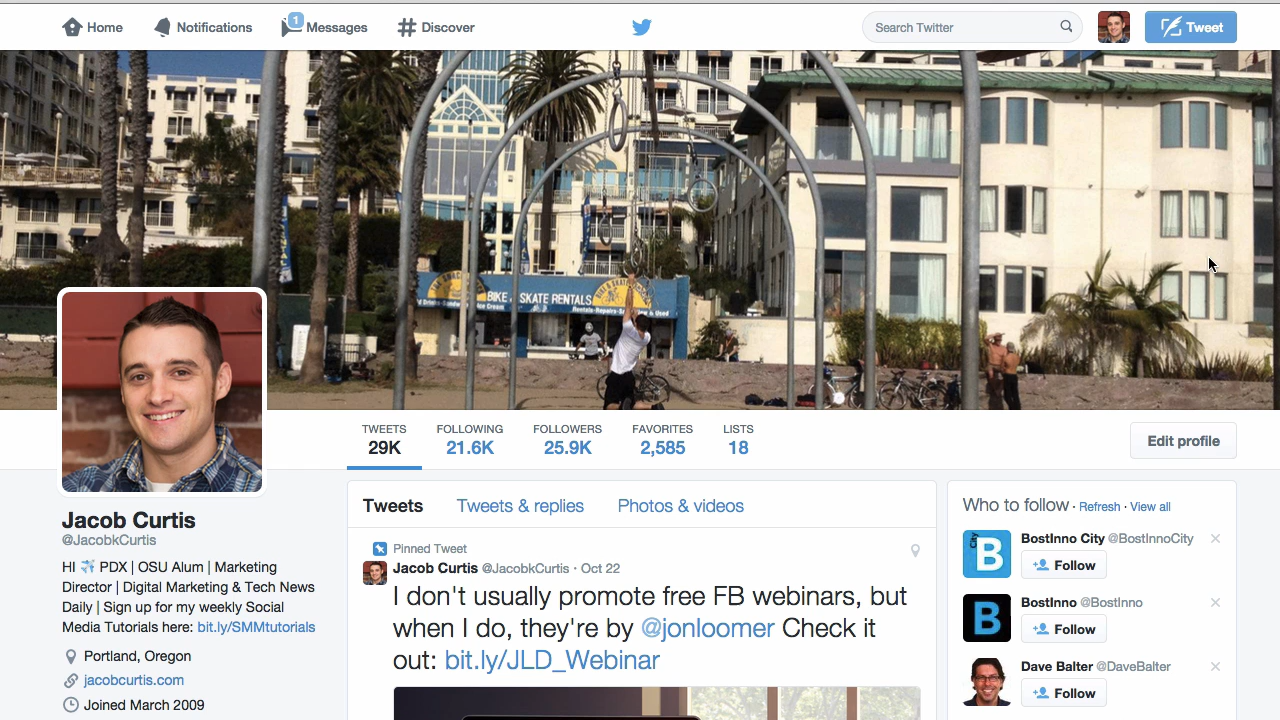 Home
Notifications
1
Messages
Discover
Search Twitter
Tweet
BIKE & SKATE RENTALS
TWEETS
29K
FOLLOWING
21.6K
FOLLOWERS
25.9K
FAVORITES
2,585
LISTS
18
Edit profile
Jacob Curtis
@JacobkCurtis
HI ✈️ PDX | OSU Alum | Marketing
Director | Digital Marketing & Tech News
Daily | Sign up for my weekly Social
Media Tutorials here: bit.ly/SMMtutorials
Portland, Oregon
jacobcurtis.com
Joined March 2009
Tweets
Tweets & replies
Photos & videos
Pinned Tweet
Jacob Curtis @JacobkCurtis · Oct 22
I don't usually promote free FB webinars, but
when I do, they're by @jonloomer Check it
out: bit.ly/JLD_Webinar
Who to follow · Refresh · View all
City
B
BostInno City @BostInnoCity
Follow
B
BostInno @BostInno
Follow
Dave Balter @DaveBalter
Follow